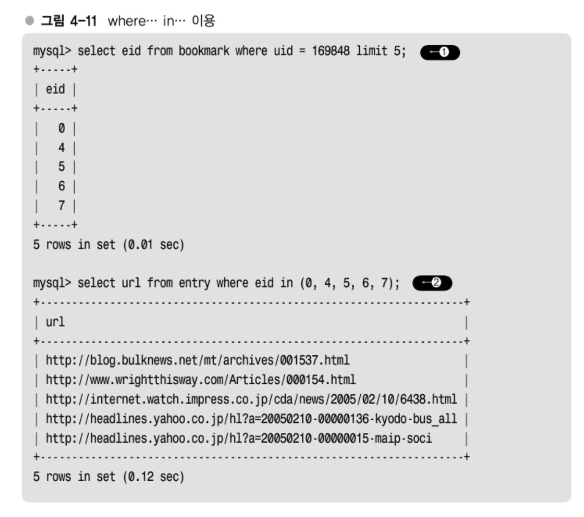 ● 그림 4-11 where… in… 이용
mysql> select eid from bookmark where uid = 169848 limit 5; ←❶
+-----+
| eid |
+-----+
| 0 |
| 4 |
| 5 |
| 6 |
| 7 |
+-----+
5 rows in set (0.01 sec)
mysql> select url from entry where eid in (0, 4, 5, 6, 7); ←❷
+------------------------------------------------------------------+
| url |
+------------------------------------------------------------------+
| http://blog.bulknews.net/mt/archives/001537.html |
| http://www.wrightthisway.com/Articles/000154.html |
| http://internet.watch.impress.co.jp/cda/news/2005/02/10/6438.html |
| http://headlines.yahoo.co.jp/hl?a=20050210-00000136-kyodo-bus_all |
| http://headlines.yahoo.co.jp/hl?a=20050210-00000015-maip-soci |
+------------------------------------------------------------------+
5 rows in set (0.12 sec)